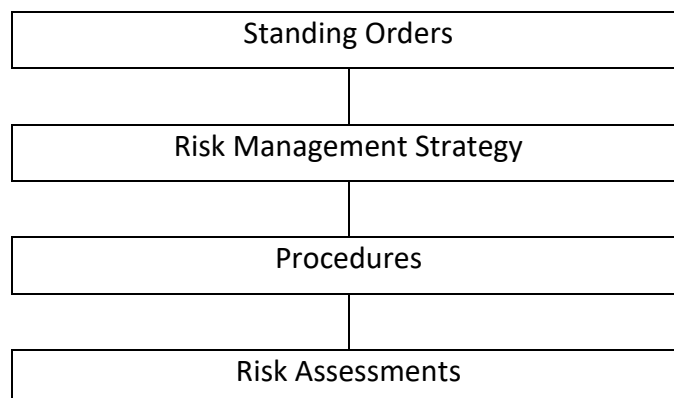 Standing Orders
Risk Management Strategy
Procedures
Risk Assessments